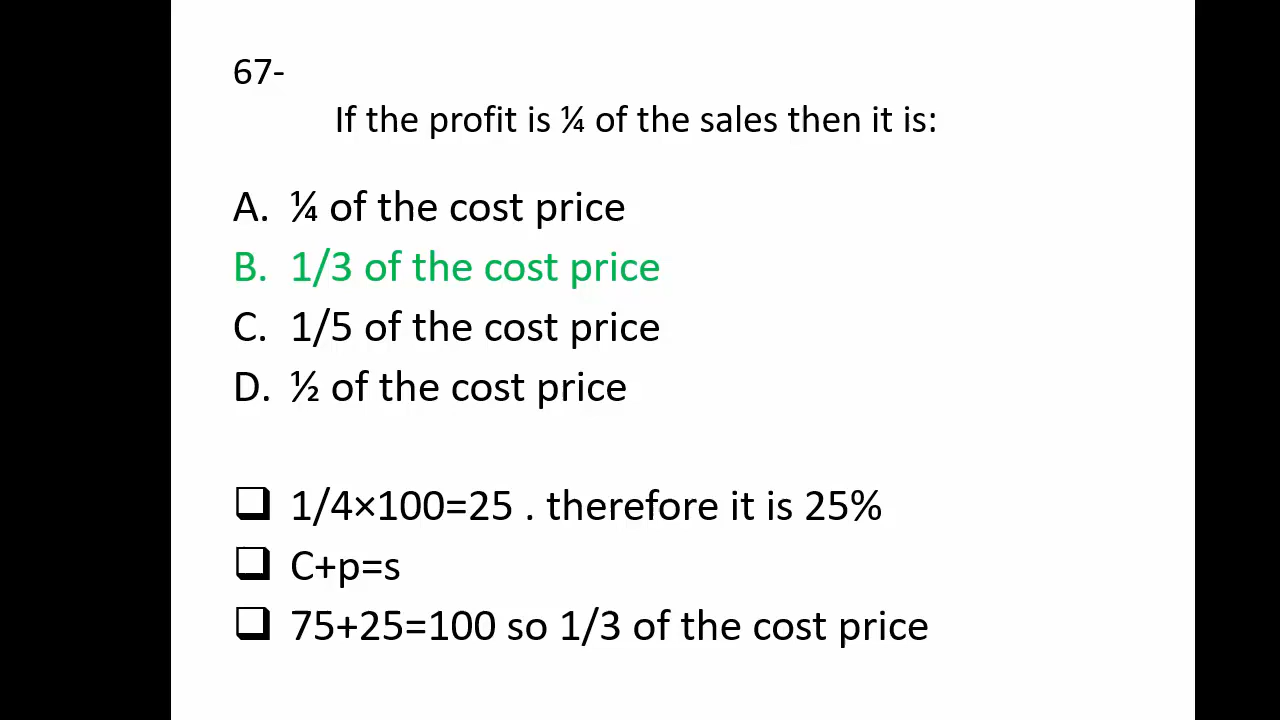 67-
If the profit is ¼ of the sales then it is:
A. ¼ of the cost price
B. 1/3 of the cost price
C. 1/5 of the cost price
D. ½ of the cost price
❑ 1/4×100=25 . therefore it is 25%
❑ C+p=s
❑ 75+25=100 so 1/3 of the cost price